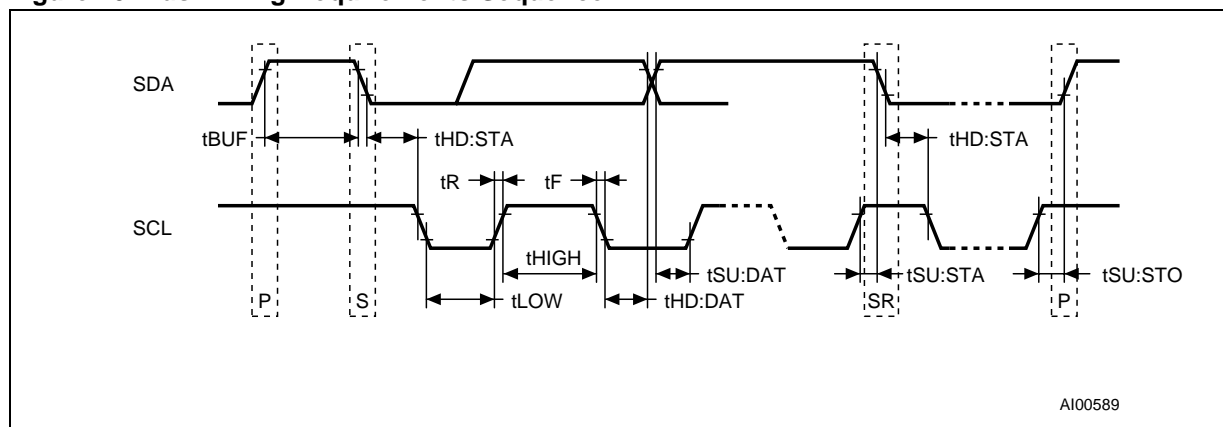 SDA
tBUF
tHD:STA
tHD:STA
tR
tF
SCL
tHIGH
tSU:DAT
tSU:STA
tSU:STO
P
S
tLOW
tHD:DAT
SR
P
AI00589